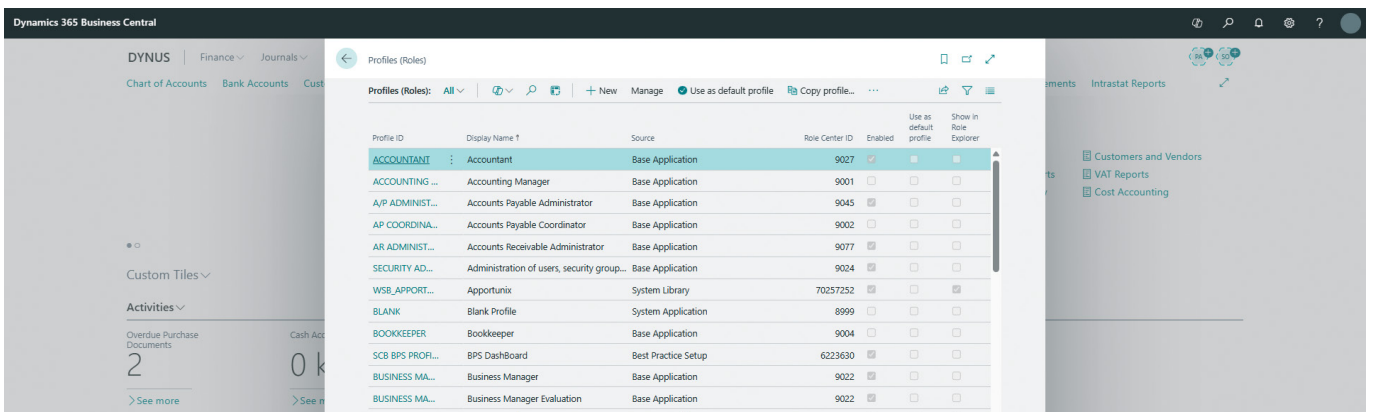 Dynamics 365 Business Central
?
DYNUS Finance Journals
Chart of Accounts Bank Accounts
Intrastat Reports
PA SO
Profiles (Roles)
Profiles (Roles): All + New Manage Use as default profile Copy profile... ...
Profile ID Display Name ↑ Source Role Center ID Enabled Use as default profile Show in Role Explorer
ACCOUNTANT Accountant Base Application 9027
ACCOUNTING ... Accounting Manager Base Application 9001
A/P ADMINIST... Accounts Payable Administrator Base Application 9045
AP COORDINA... Accounts Payable Coordinator Base Application 9002
AR ADMINIST... Accounts Receivable Administrator Base Application 9077
SECURITY AD... Administration of users, security group... Base Application 9024
WSB_APPORT... Apportunix System Library 70257252
BLANK Blank Profile System Application 8999
BOOKKEEPER Bookkeeper Base Application 9004
SCB BPS PROFI... BPS DashBoard Best Practice Setup 6223630
BUSINESS MA... Business Manager Base Application 9022
BUSINESS MA... Business Manager Evaluation Base Application 9022
Customers and Vendors
VAT Reports
Cost Accounting
Custom Tiles
Activities
Overdue Purchase Documents
2
Cash Acc
0 k
>See more
>See